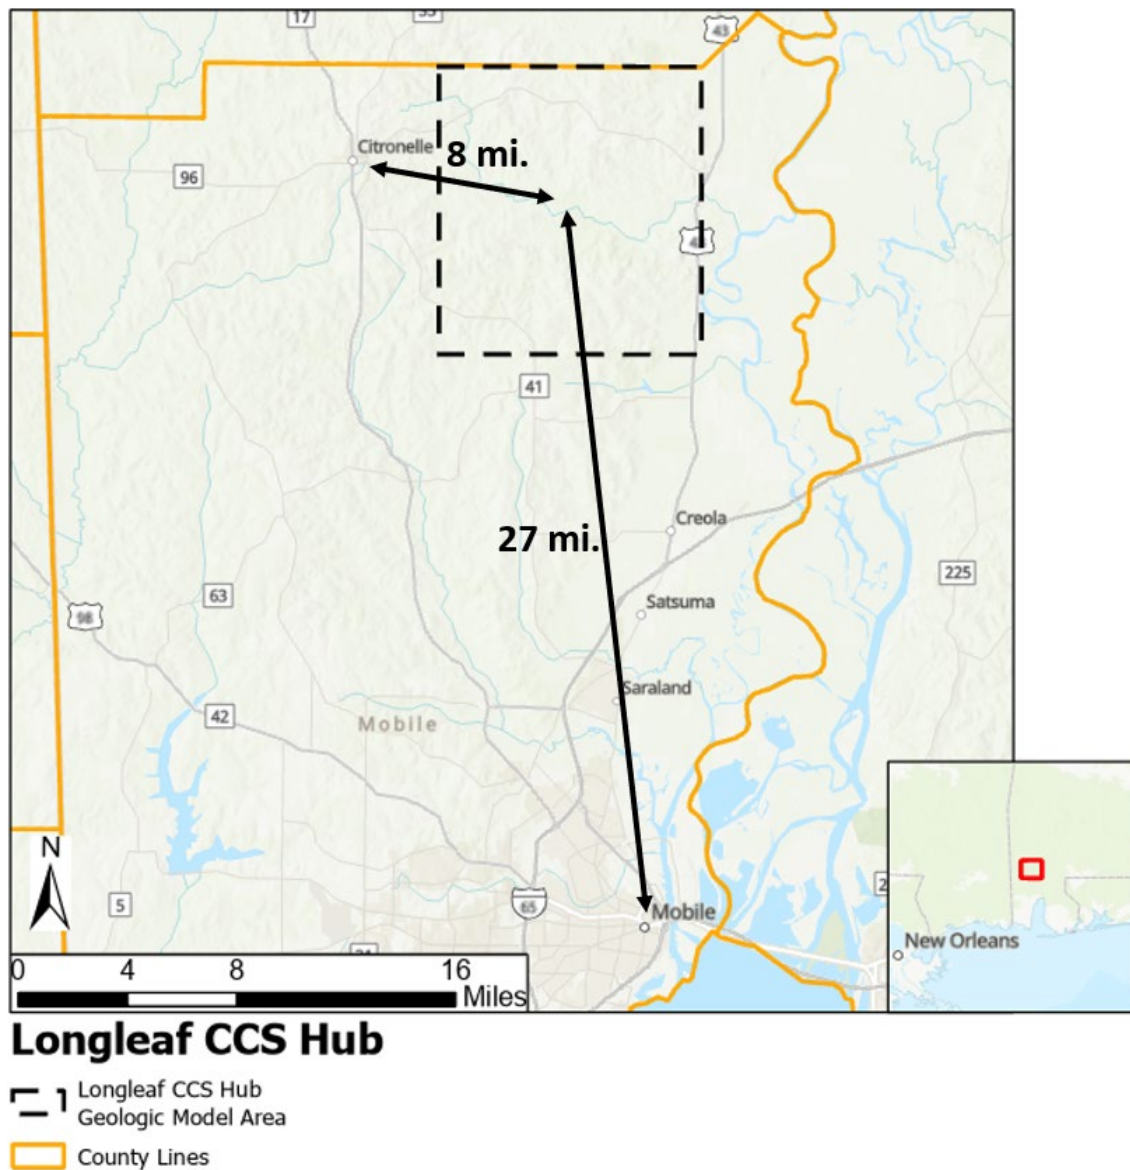 17
43
Citronelle
8 mi.
96
41
Creola
27 mi.
225
63
Satsuma
98
Saraland
42
Mobile
5
65
Mobile
N
New Orleans
0 4 8 16
Miles
Longleaf CCS Hub
Longleaf CCS Hub
Geologic Model Area
County Lines